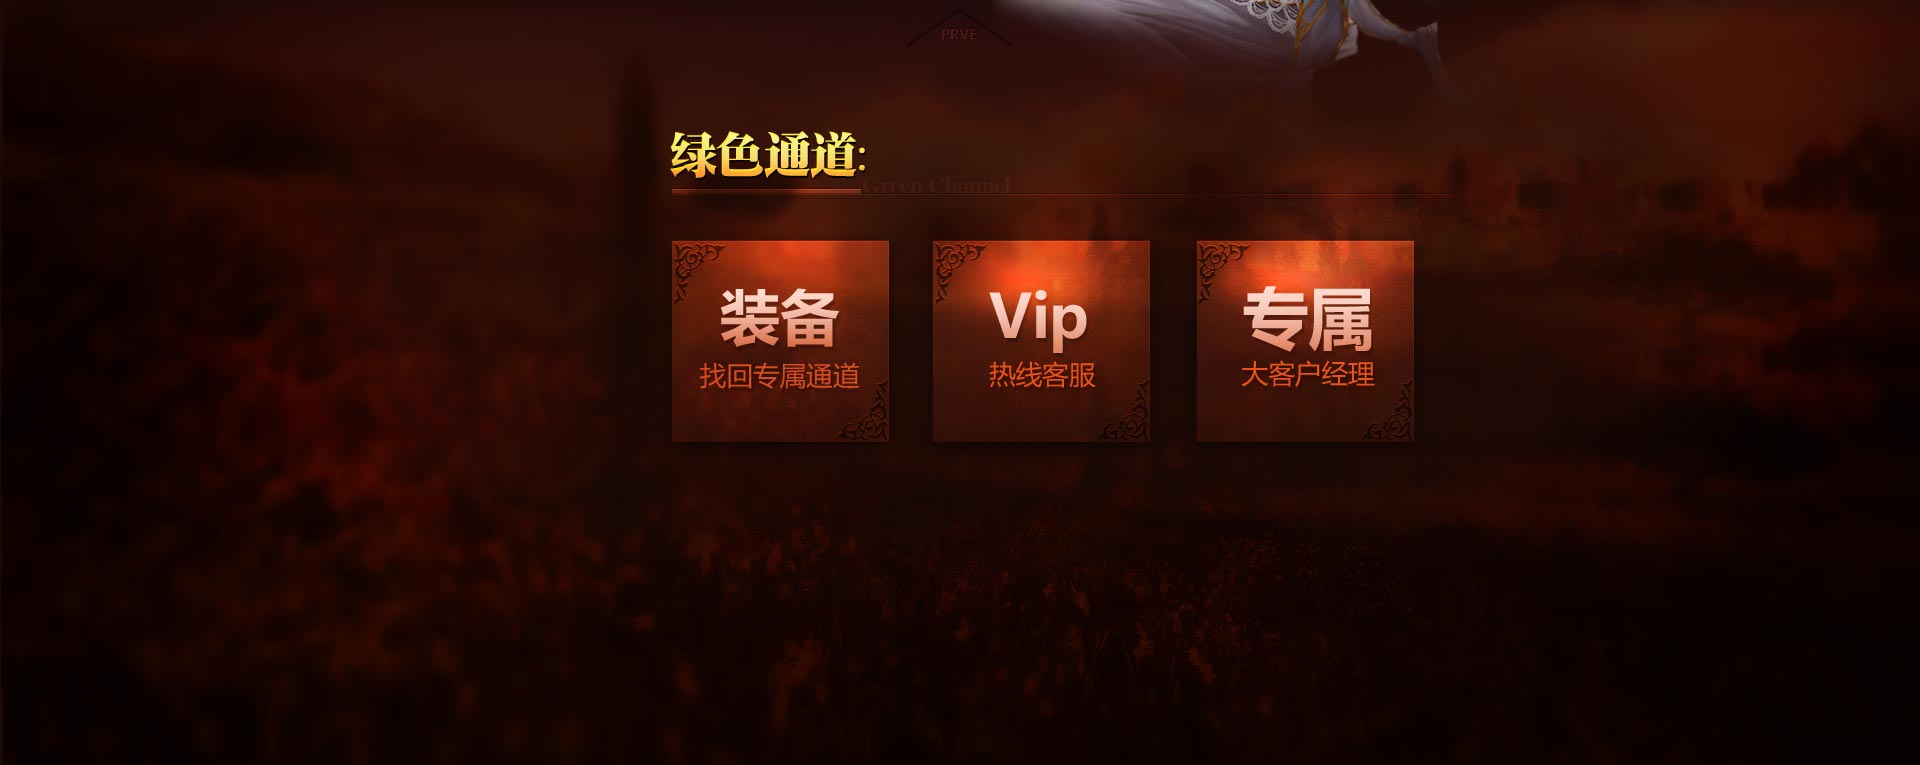 PRVE
绿色通道:
Green Channel
装备
找回专属通道
Vip
热线客服
专属
大客户经理